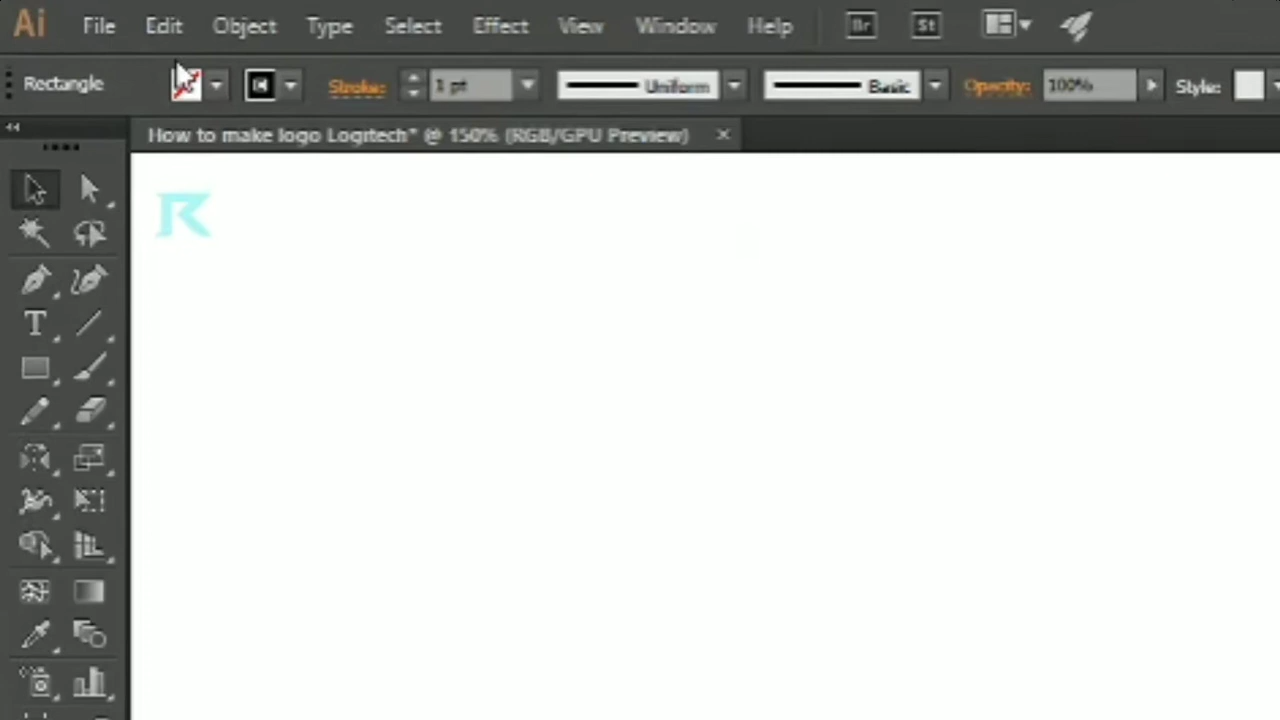 Ai File Edit Object Type Select Effect View Window Help Br St
Rectangle Stroke: 1 pt Uniform Basic Opacity: 100% Style:
How to make logo Logitech* @ 150% (RGB/GPU Preview) ×
R
T